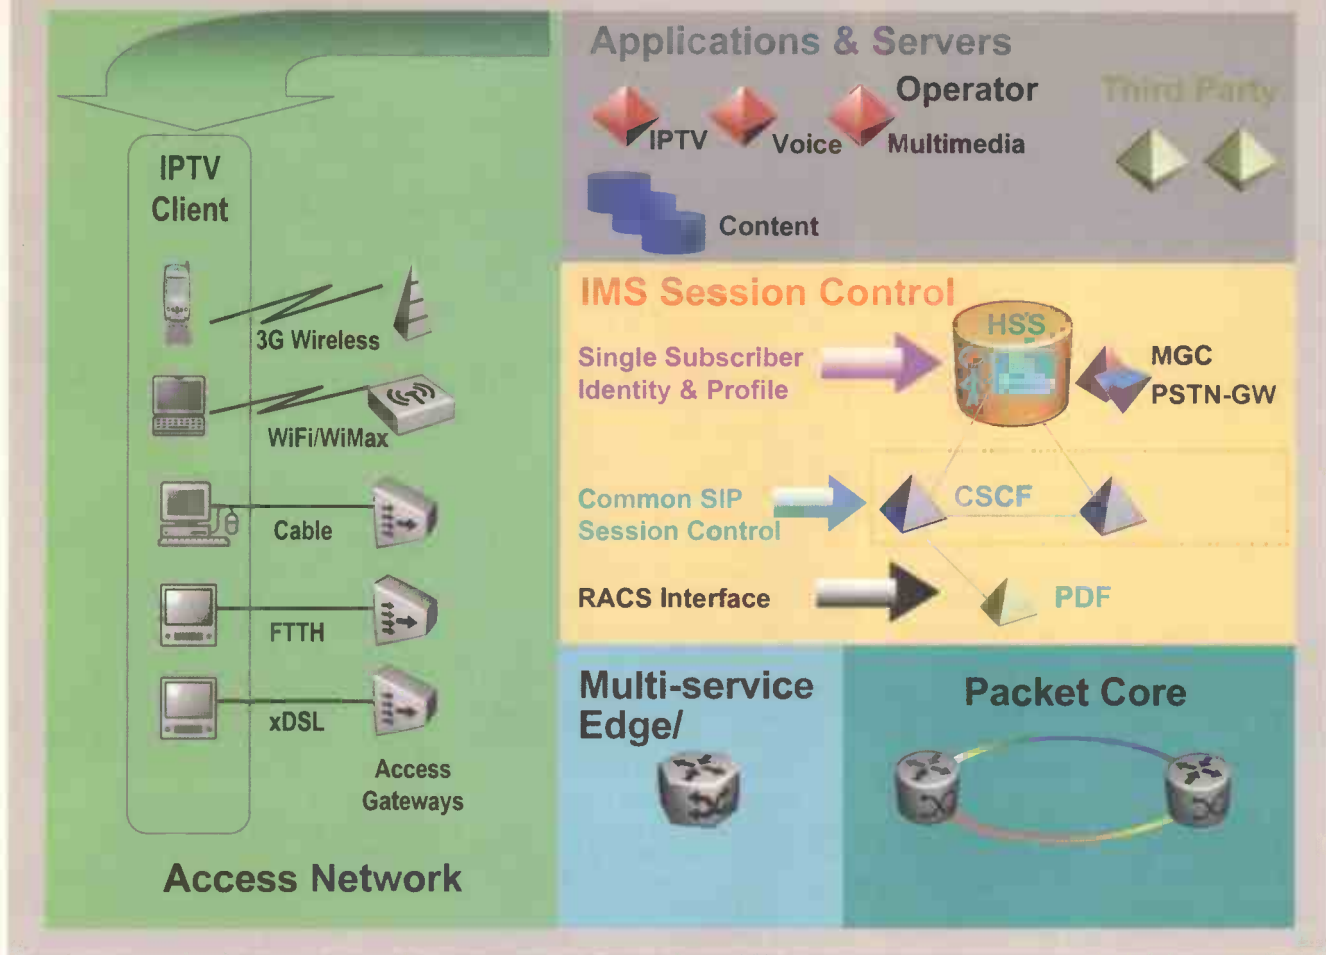 IPTV
Client
3G Wireless
WiFi/WiMax
Cable
FTTH
xDSL
Access
Gateways
Access Network
Applications & Servers
Operator
Third Party
IPTV
Voice
Multimedia
Content
IMS Session Control
HSS
Single Subscriber
Identity & Profile
MGC
PSTN-GW
Common SIP
Session Control
CSCF
RACS Interface
PDF
Multi-service
Edge/
Packet Core